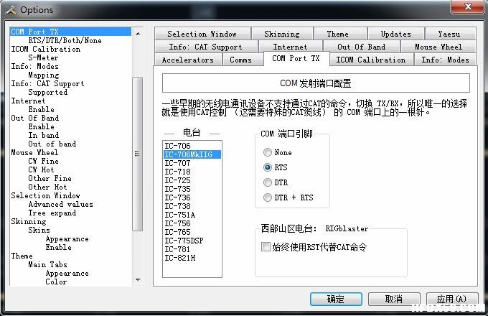 Options
COM Port TX
RTS/DTR/Both/None
ICOM Calibration
S-Meter
Info: Modes
Mapping
Info: CAT Support
Supported
Internet
Enable
Out Of Band
Enable
In band
Out of band
Mouse Wheel
CW Fine
CW Hot
Other Fine
Other Hot
Selection Window
Advanced values
Tree expand
Skinning
Skins
Appearance
Enable
Theme
Main Tabs
Appearance
Color
Selection Window
Skinning
Theme
Updates
Yaesu
Info: CAT Support
Internet
Out Of Band
Mouse Wheel
Accelerators
Comms
COM Port TX
ICOM Calibration
Info: Modes
COM 发射端口配置
一些早期的无线电通讯设备不支持通过CAT的命令，切换 TX/RX，所以唯一的选择
就是使用CAT控制 （这需要特殊的CAT线） 的 COM 端口上的一根针。
电台
IC-706
IC-706MkIIG
IC-707
IC-718
IC-725
IC-735
IC-736
IC-738
IC-751A
IC-756
IC-765
IC-775DSP
IC-781
IC-821H
COM 端口引脚
None
RTS
DTR
DTR + RTS
西部山区电台： RIGblaster
始终使用RST代替CAT命令
确定
取消
应用(A)